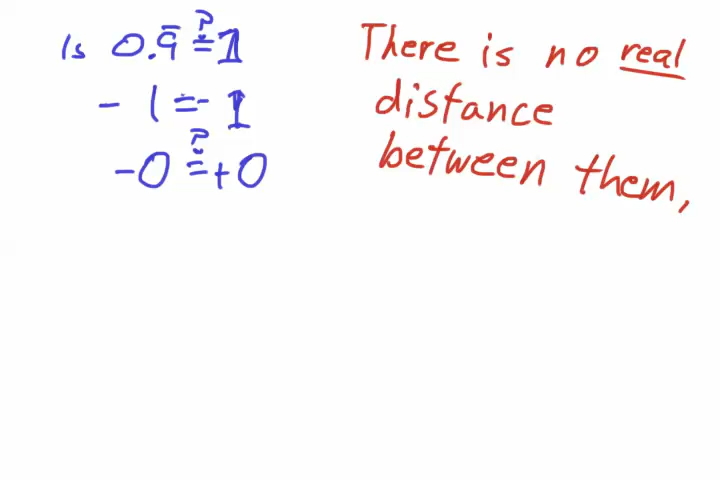 Is 0.9̅ ≟ 1
- 1 = - 1
-0 ≟ +0
There is no real
distance
between them,